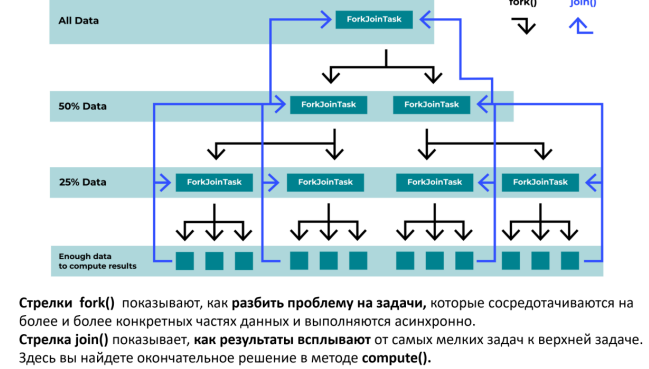 fork()
join()
All Data
ForkJoinTask
50% Data
ForkJoinTask
ForkJoinTask
25% Data
ForkJoinTask
ForkJoinTask
ForkJoinTask
ForkJoinTask
Enough data
to compute results
Стрелки fork() показывают, как разбить проблему на задачи, которые сосредотачиваются на
более и более конкретных частях данных и выполняются асинхронно.
Стрелка join() показывает, как результаты всплывают от самых мелких задач к верхней задаче.
Здесь вы найдете окончательное решение в методе compute().